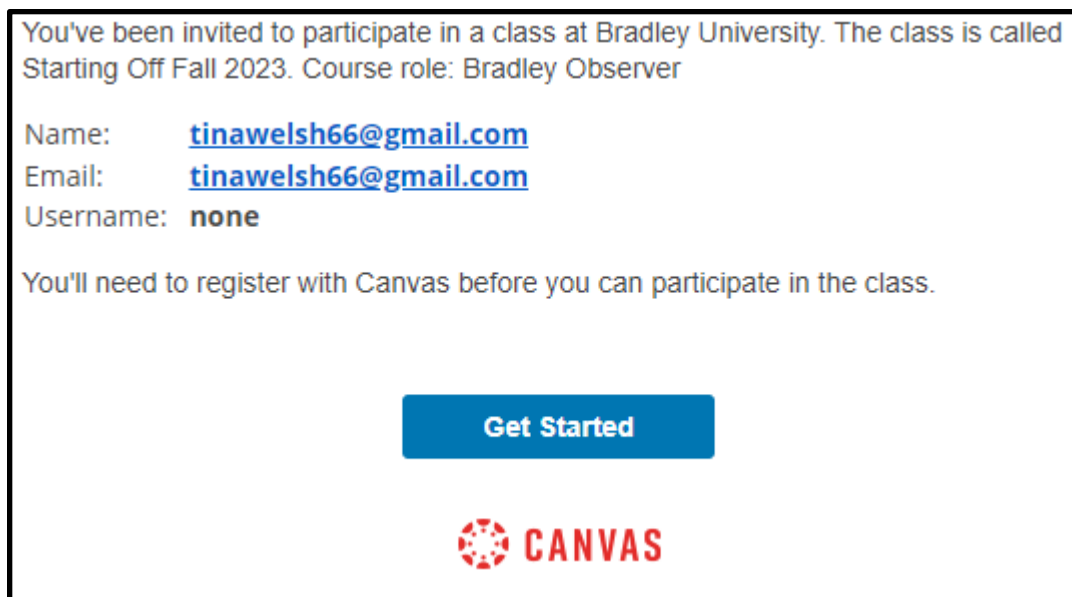 You've been invited to participate in a class at Bradley University. The class is called
Starting Off Fall 2023. Course role: Bradley Observer
Name: tinawelsh66@gmail.com
Email: tinawelsh66@gmail.com
Username: none
You'll need to register with Canvas before you can participate in the class.
Get Started
CANVAS